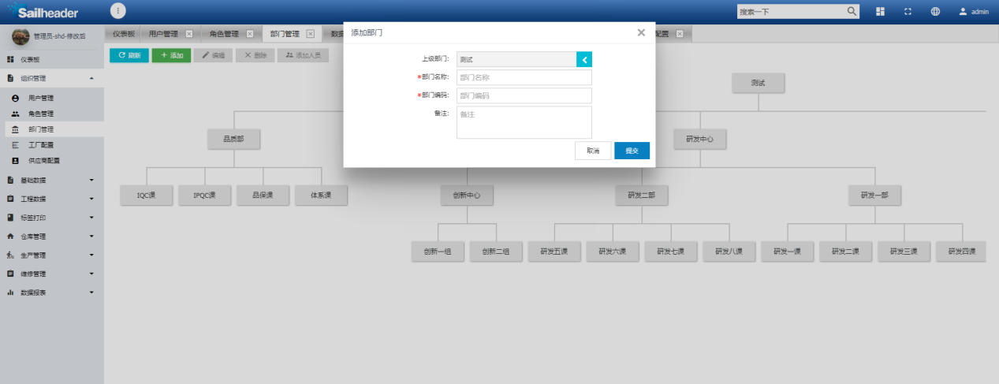 Sailheader
搜索一下
admin
管理员-shd-修改后
仪表板
用户管理
角色管理
部门管理
配置
刷新
添加
编辑
删除
添加人员
仪表板
组织管理
用户管理
角色管理
部门管理
工厂配置
供应商配置
基础数据
工程数据
标签打印
仓库管理
生产管理
维修管理
数据报表
添加部门
上级部门:
测试
*部门名称:
部门名称
*部门编码:
部门编码
备注:
备注
取消
提交
测试
品质部
研发中心
IQC课
IPQC课
品保课
体系课
创新中心
研发二部
研发一部
创新一组
创新二组
研发五课
研发六课
研发七课
研发八课
研发一课
研发二课
研发三课
研发四课